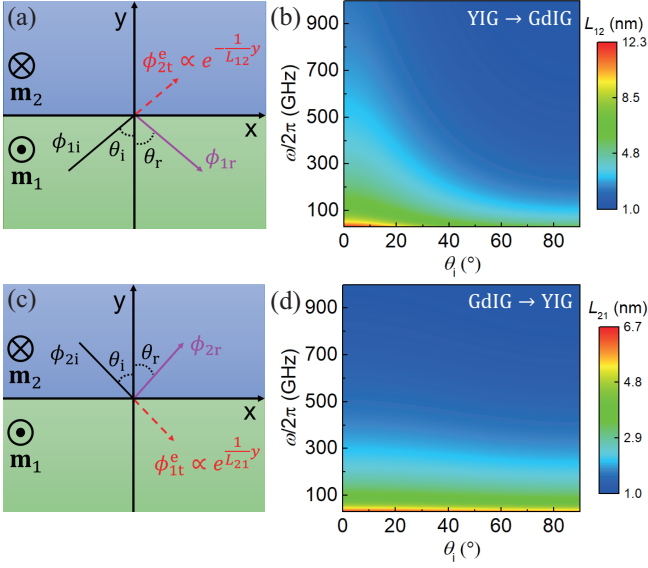 (a)
y
ϕ₂ₜᵉ ∝ e^{-\frac{1}{L₁₂}y}
m₂
x
m₁
ϕ₁ᵢ
θᵢ
θᵣ
ϕ₁ᵣ
(b)
YIG → GdIG
L₁₂ (nm)
12.3
8.5
4.8
1.0
ω/2π (GHz)
900
700
500
300
100
0 20 40 60 80
θᵢ (°)
(c)
y
ϕ₂ᵢ
θᵢ
θᵣ
ϕ₂ᵣ
m₂
x
m₁
ϕ₁ₜᵉ ∝ e^{\frac{1}{L₂₁}y}
(d)
GdIG → YIG
L₂₁ (nm)
6.7
4.8
2.9
1.0
ω/2π (GHz)
900
700
500
300
100
0 20 40 60 80
θᵢ (°)